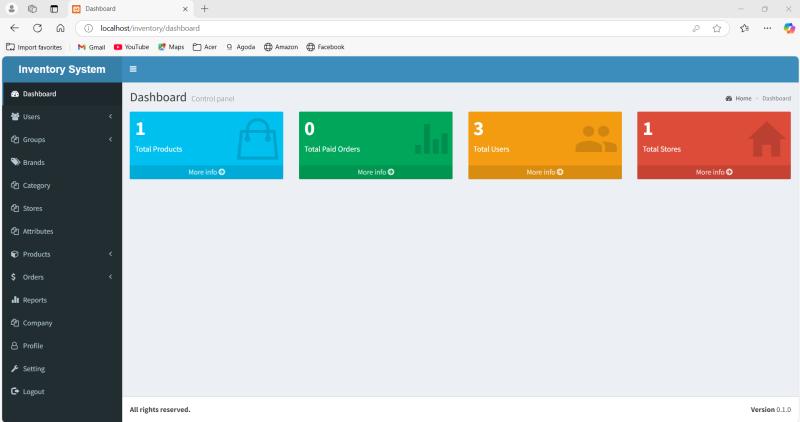 Dashboard
localhost/inventory/dashboard
Import favorites Gmail YouTube Maps Acer Agoda Amazon Facebook
Inventory System
Dashboard
Users
Groups
Brands
Category
Stores
Attributes
Products
Orders
Reports
Company
Profile
Setting
Logout
Dashboard Control panel
Home > Dashboard
1
Total Products
More info
0
Total Paid Orders
More info
3
Total Users
More info
1
Total Stores
More info
All rights reserved.
Version 0.1.0